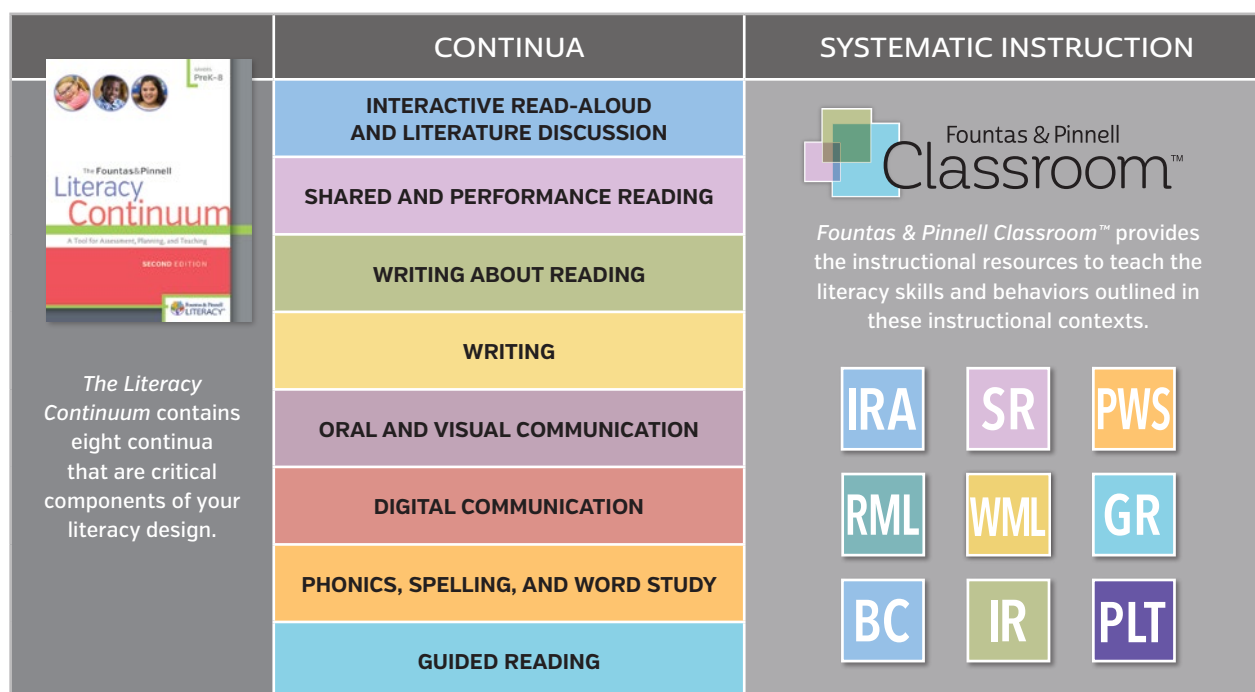 CONTINUA
SYSTEMATIC INSTRUCTION
GRADES
PreK–8
The Fountas&Pinnell
Literacy
Continuum
A Tool for Assessment, Planning, and Teaching
SECOND EDITION
Fountas & Pinnell
LITERACY
The Literacy
Continuum contains
eight continua
that are critical
components of your
literacy design.
INTERACTIVE READ-ALOUD
AND LITERATURE DISCUSSION
SHARED AND PERFORMANCE READING
WRITING ABOUT READING
WRITING
ORAL AND VISUAL COMMUNICATION
DIGITAL COMMUNICATION
PHONICS, SPELLING, AND WORD STUDY
GUIDED READING
Fountas & Pinnell
Classroom™
Fountas & Pinnell Classroom™ provides
the instructional resources to teach the
literacy skills and behaviors outlined in
these instructional contexts.
IRA SR PWS
RML WML GR
BC IR PLT